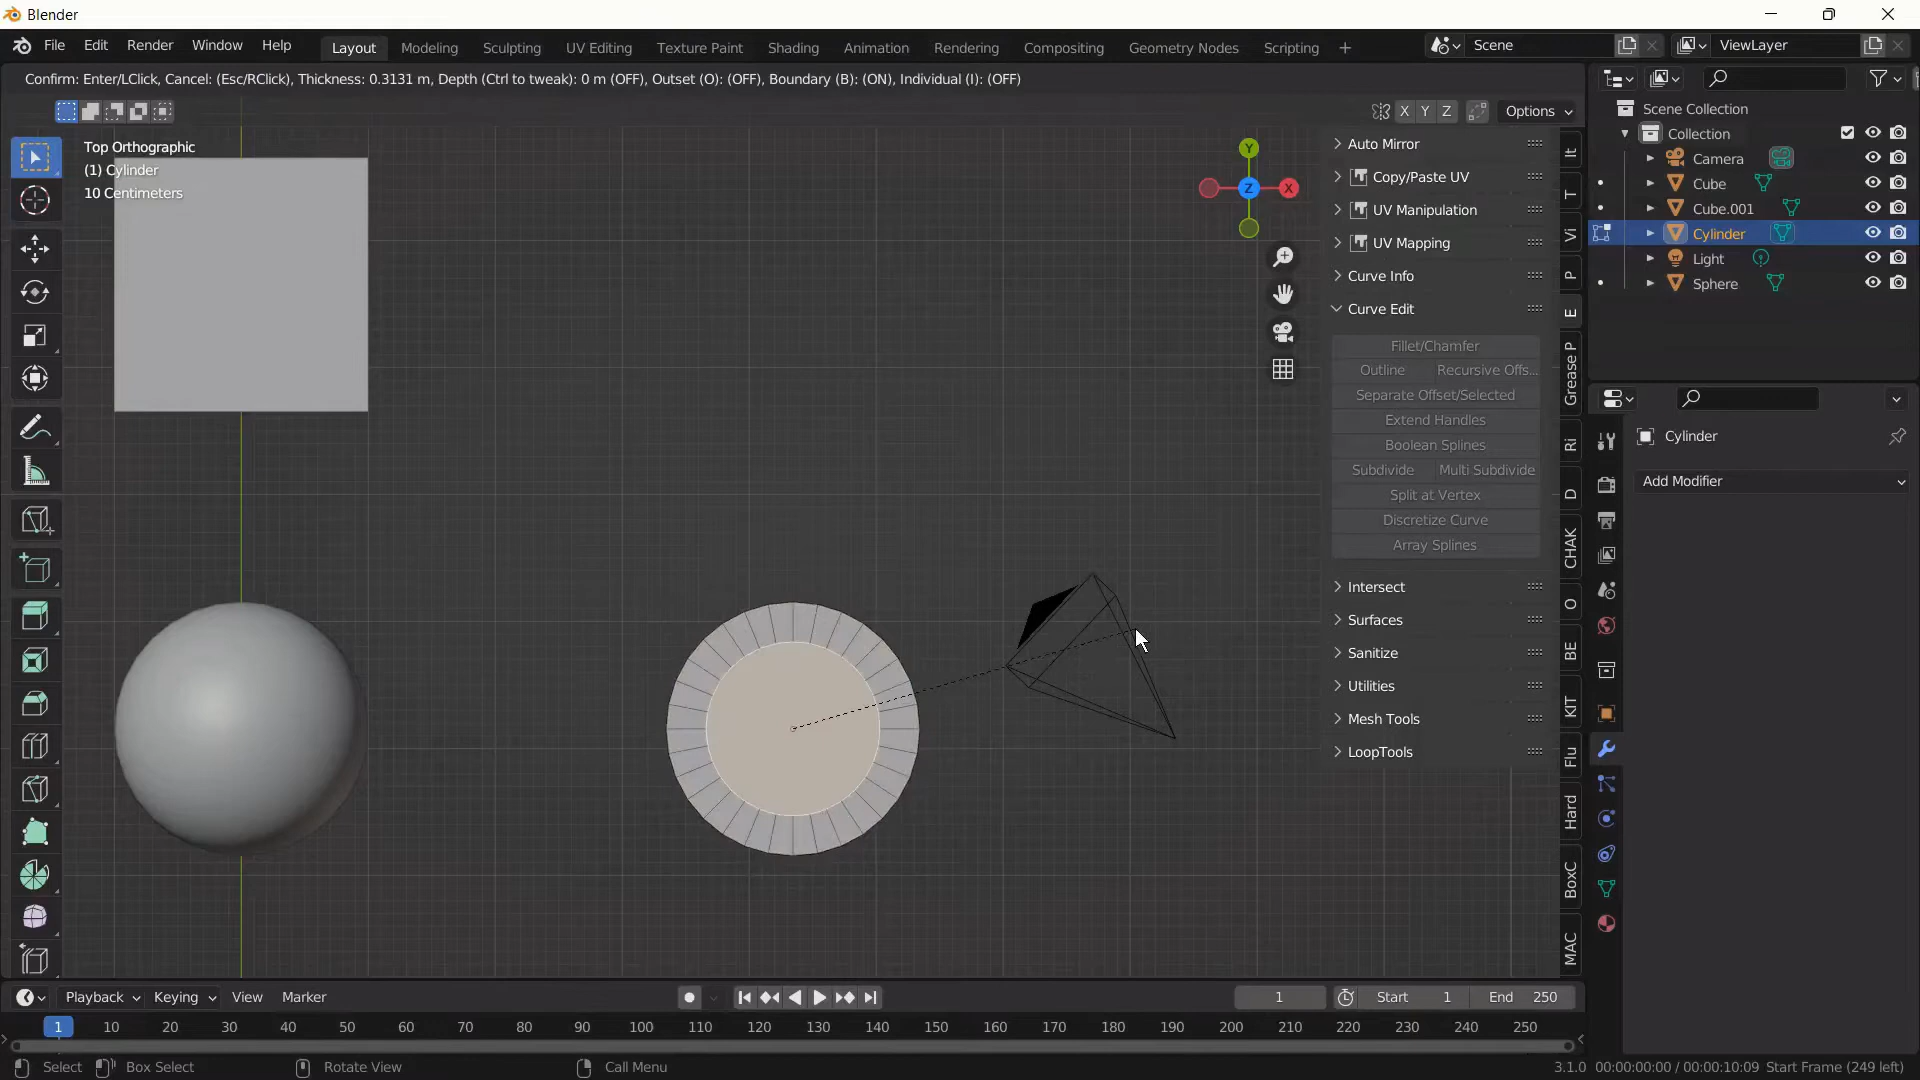 Blender
File Edit Render Window Help Layout Modeling Sculpting UV Editing Texture Paint Shading Animation Rendering Compositing Geometry Nodes Scripting + Scene ViewLayer
Confirm: Enter/LClick, Cancel: (Esc/RClick), Thickness: 0.3131 m, Depth (Ctrl to tweak): 0 m (OFF), Outset (O): (OFF), Boundary (B): (ON), Individual (I): (OFF)
X Y Z Options
Top Orthographic
(1) Cylinder
10 Centimeters
Y
Z X
Auto Mirror
Copy/Paste UV
UV Manipulation
UV Mapping
Curve Info
Curve Edit
Fillet/Chamfer
Outline Recursive Offs...
Separate Offset/Selected
Extend Handles
Boolean Splines
Subdivide Multi Subdivide
Split at Vertex
Discretize Curve
Array Splines
Intersect
Surfaces
Sanitize
Utilities
Mesh Tools
LoopTools
It
T
Vi
P
E
Grease P
Ri
D
CHAK
O
BE
KIT
Flu
Hard
BoxC
MAC
Scene Collection
Collection
Camera
Cube
Cube.001
Cylinder
Light
Sphere
Cylinder
Add Modifier
Playback Keying View Marker 1 Start 1 End 250
1 10 20 30 40 50 60 70 80 90 100 110 120 130 140 150 160 170 180 190 200 210 220 230 240 250
Select Box Select Rotate View Call Menu 3.1.0 00:00:00:00 / 00:00:10:09 Start Frame (249 left)